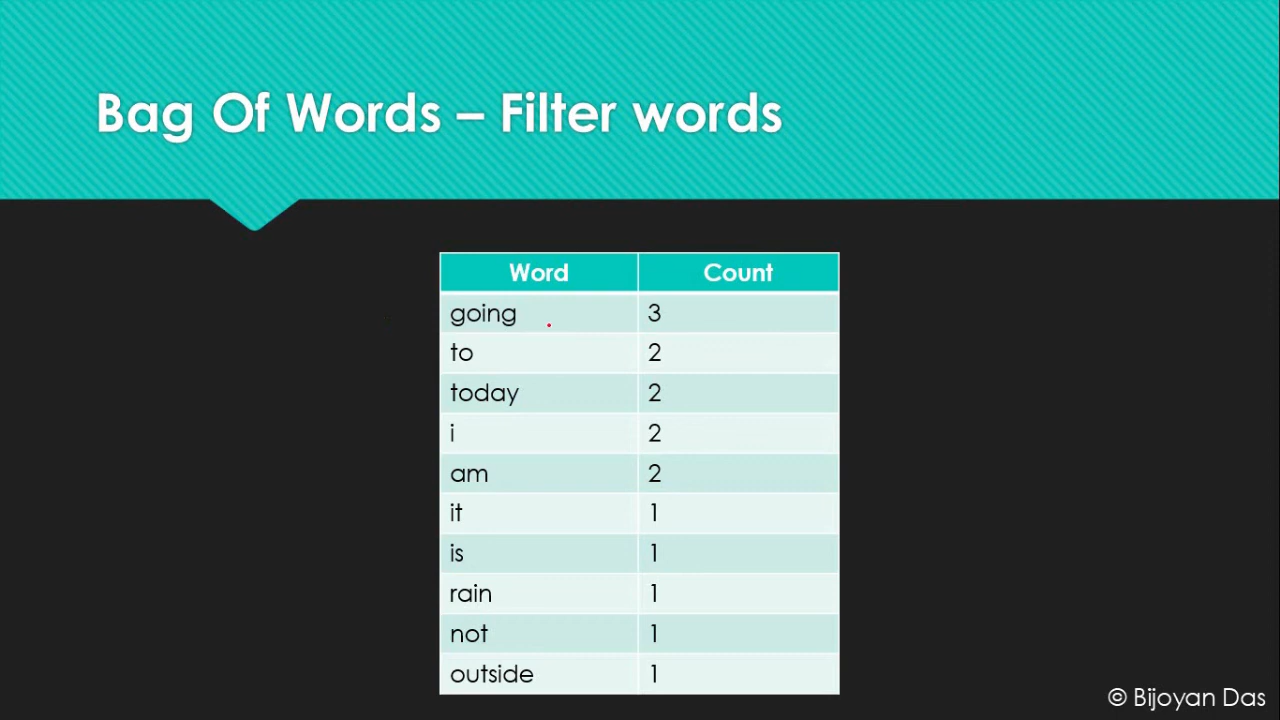 Bag Of Words – Filter words
Word Count
going 3
to 2
today 2
i 2
am 2
it 1
is 1
rain 1
not 1
outside 1
© Bijoyan Das